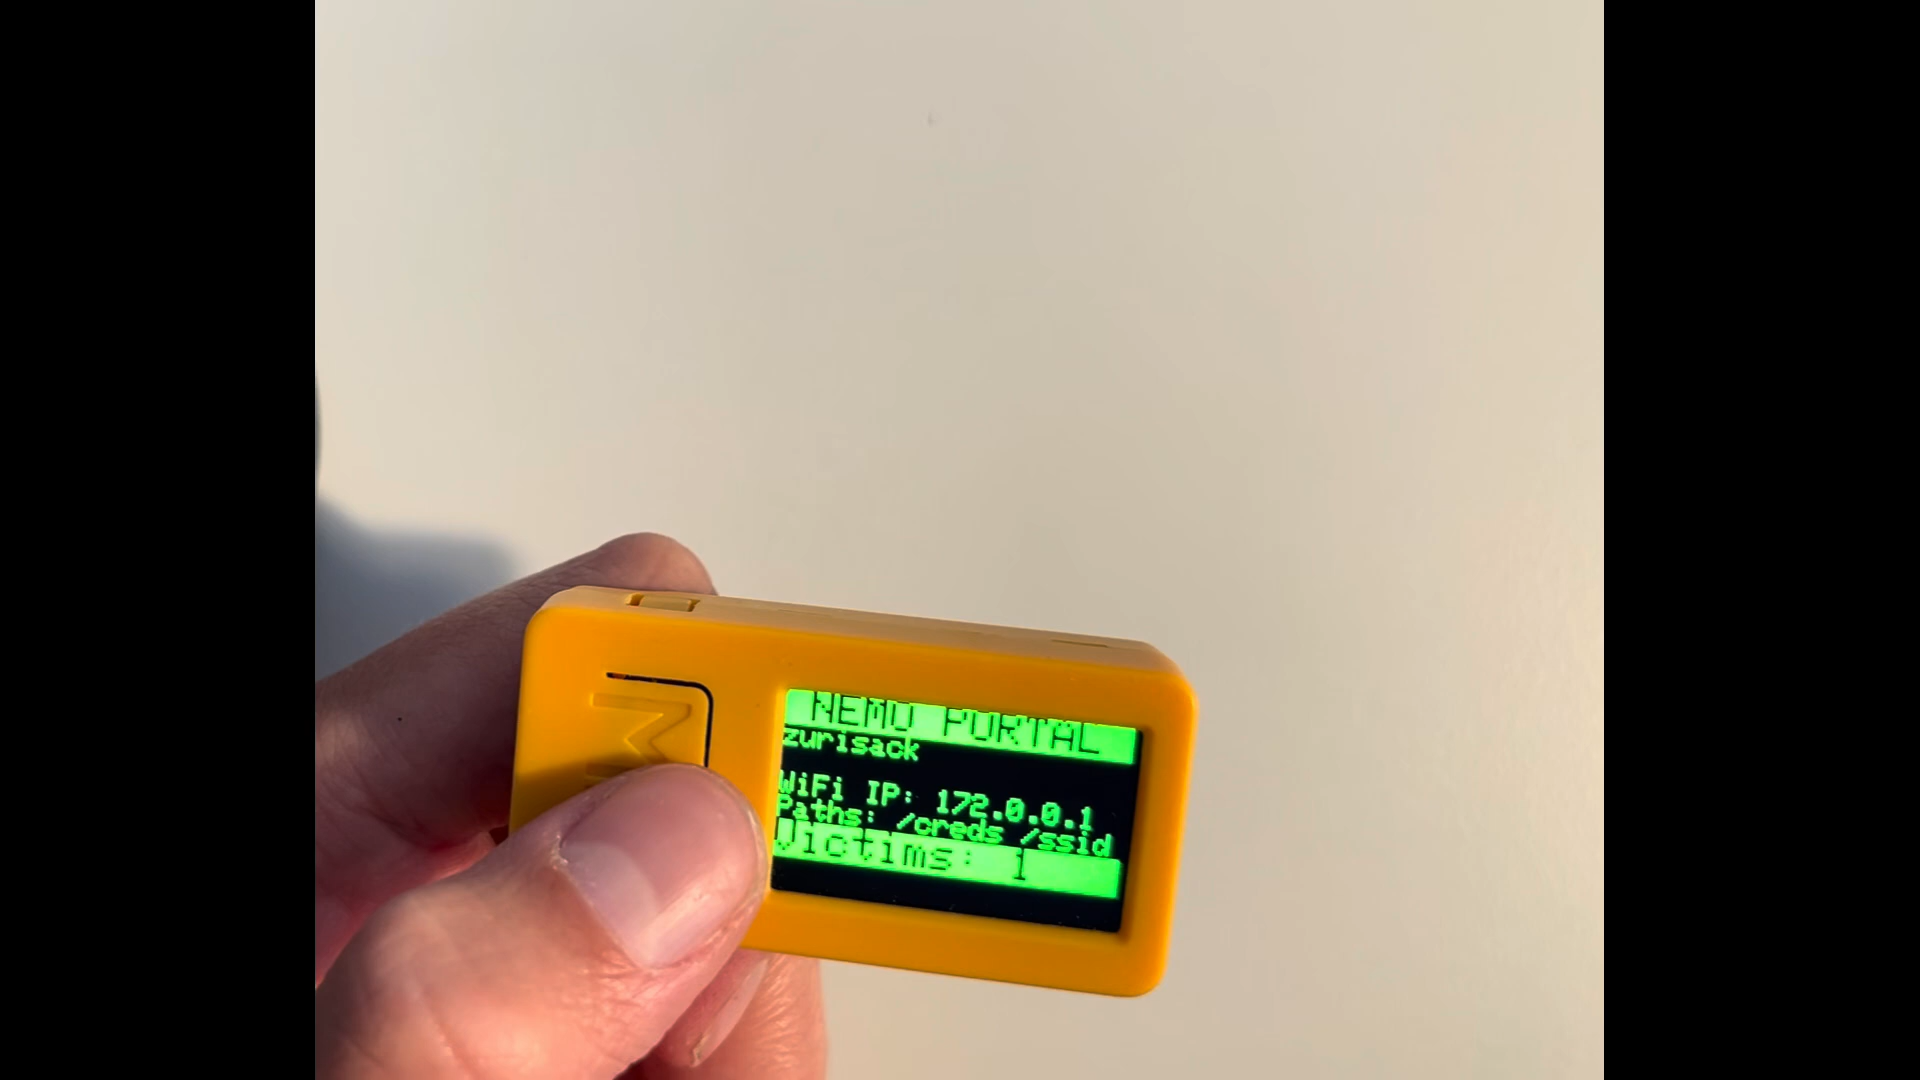 NEMO PORTAL
zurisack
WiFi IP: 172.0.0.1
Paths: /creds /ssid
Victims: 1